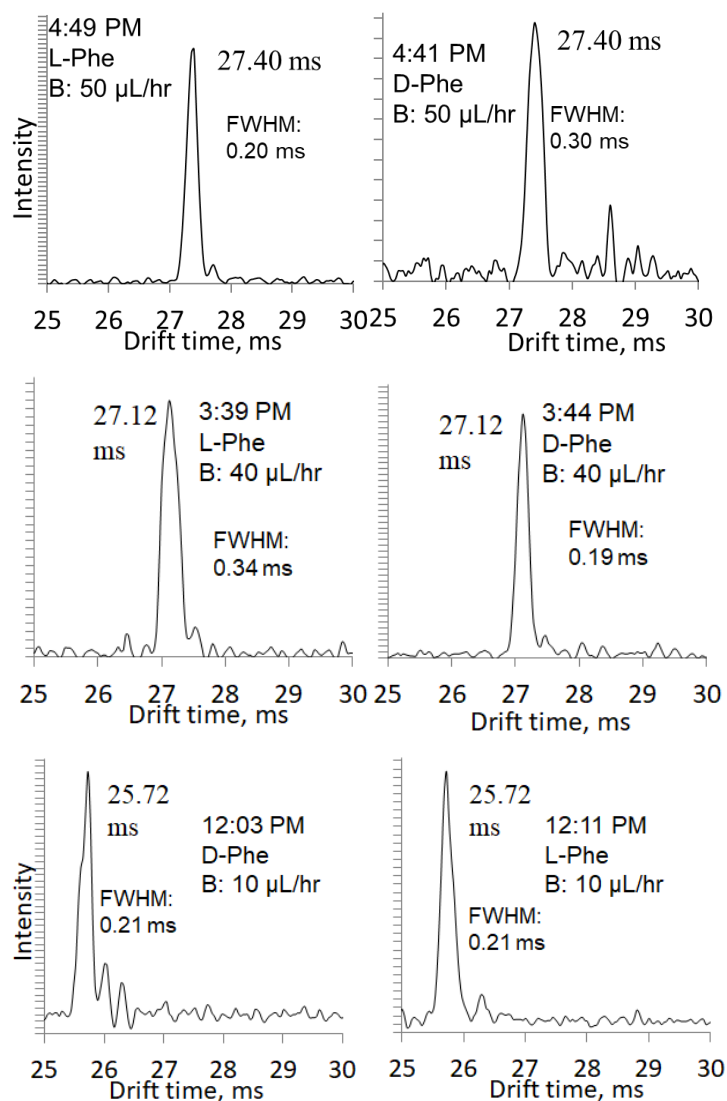 4:49 PM
L-Phe
B: 50 µL/hr
27.40 ms
FWHM:
0.20 ms
Intensity
25 26 27 28 29 30
Drift time, ms
4:41 PM
D-Phe
B: 50 µL/hr
27.40 ms
FWHM:
0.30 ms
25 26 27 28 29 30
Drift time, ms
27.12
ms
3:39 PM
L-Phe
B: 40 µL/hr
FWHM:
0.34 ms
25 26 27 28 29 30
Drift time, ms
27.12
ms
3:44 PM
D-Phe
B: 40 µL/hr
FWHM:
0.19 ms
25 26 27 28 29 30
Drift time, ms
25.72
ms
12:03 PM
D-Phe
B: 10 µL/hr
FWHM:
0.21 ms
Intensity
25 26 27 28 29 30
Drift time, ms
25.72
ms
12:11 PM
L-Phe
B: 10 µL/hr
FWHM:
0.21 ms
25 26 27 28 29 30
Drift time, ms